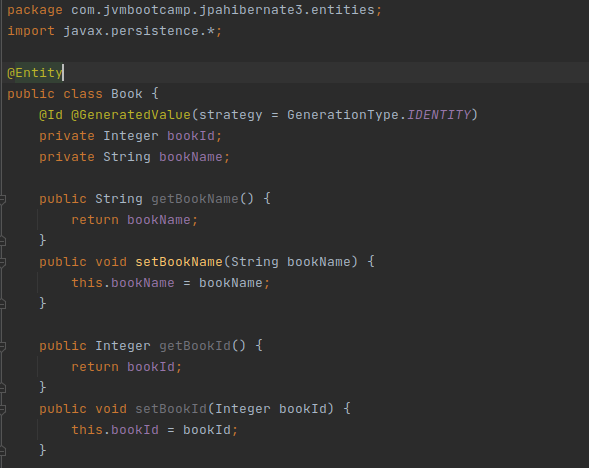 package com.jvmbootcamp.jpahibernate3.entities;
import javax.persistence.*;
@Entity
public class Book {
@Id @GeneratedValue(strategy = GenerationType.IDENTITY)
private Integer bookId;
private String bookName;
public String getBookName() {
return bookName;
}
public void setBookName(String bookName) {
this.bookName = bookName;
}
public Integer getBookId() {
return bookId;
}
public void setBookId(Integer bookId) {
this.bookId = bookId;
}